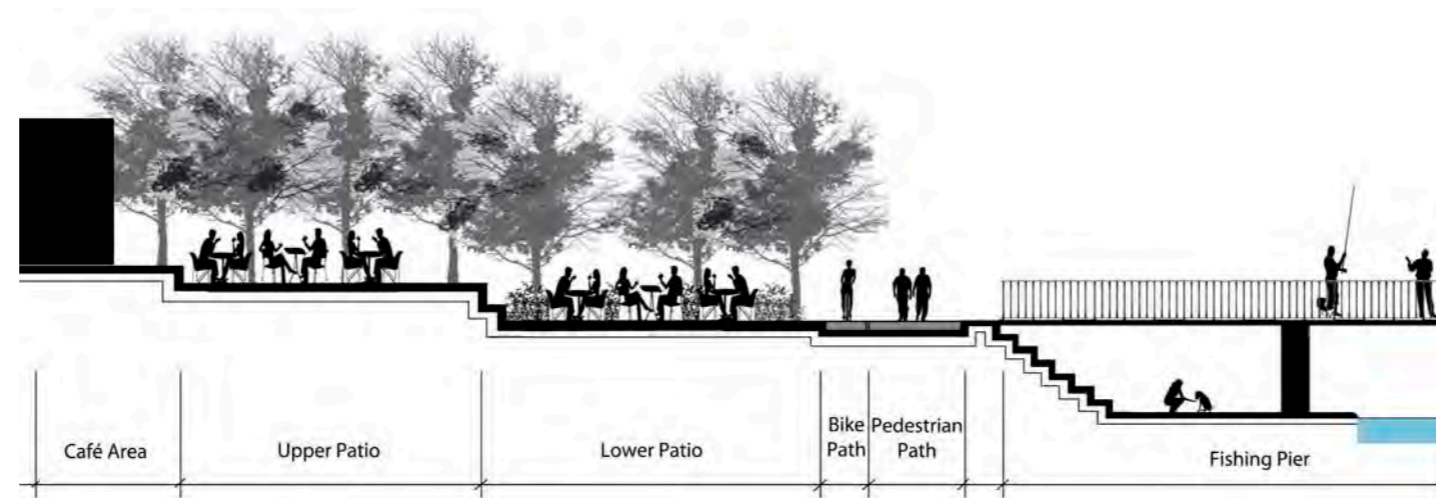 Café Area
Upper Patio
Lower Patio
Bike
Path
Pedestrian
Path
Fishing Pier